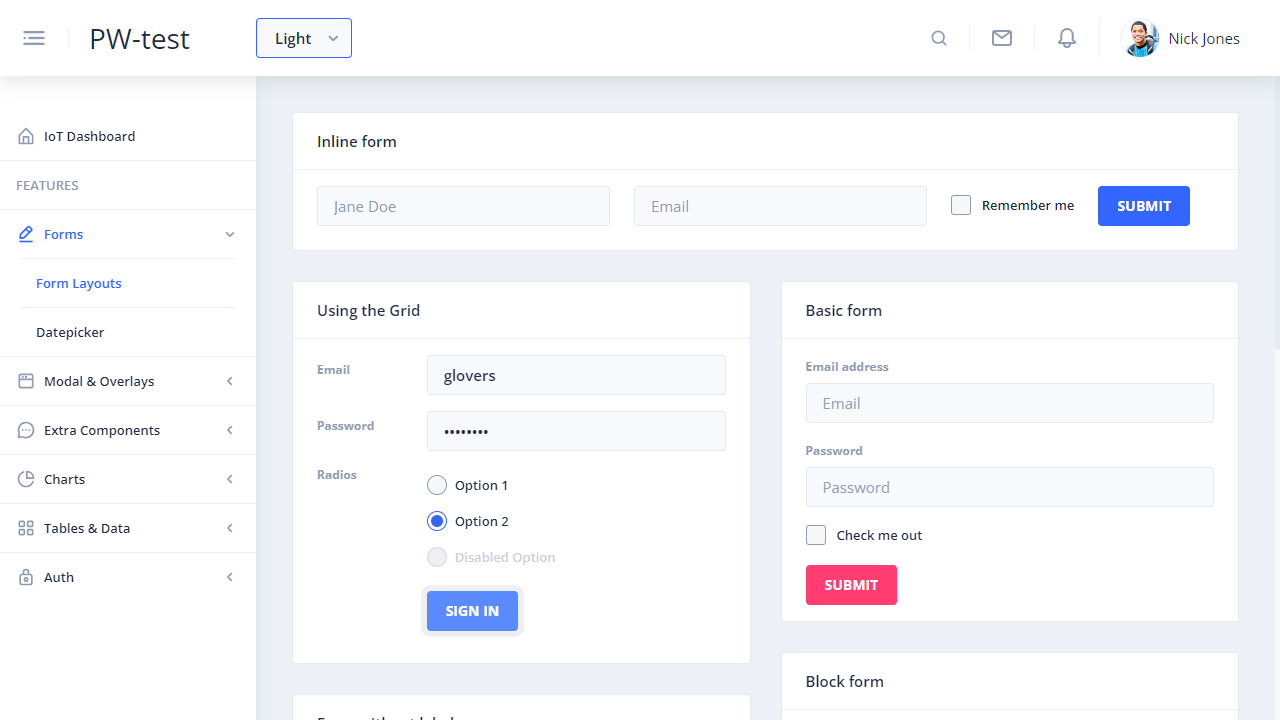 PW-test
Light
Nick Jones
IoT Dashboard
FEATURES
Forms
Form Layouts
Datepicker
Modal & Overlays
Extra Components
Charts
Tables & Data
Auth
Inline form
Jane Doe
Email
Remember me
SUBMIT
Using the Grid
Email
glovers
Password
••••••••
Radios
Option 1
Option 2
Disabled Option
SIGN IN
Basic form
Email address
Email
Password
Password
Check me out
SUBMIT
Block form